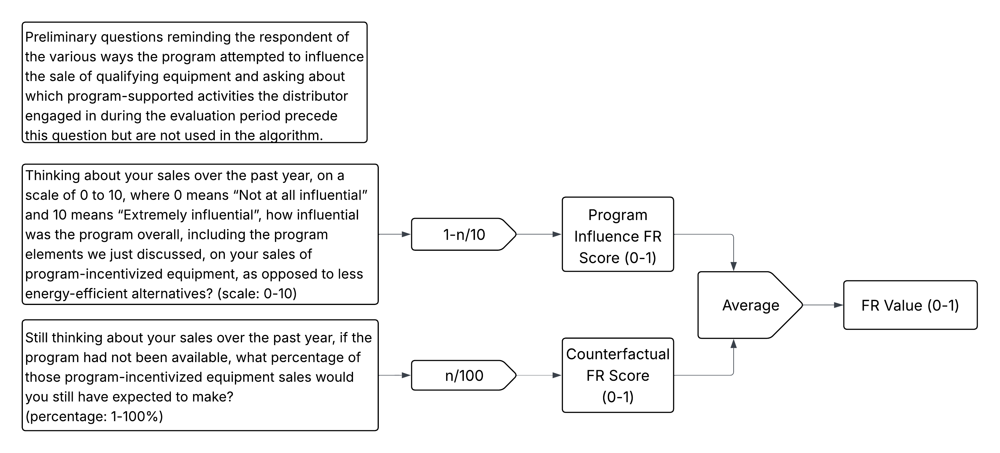 Preliminary questions reminding the respondent of
the various ways the program attempted to influence
the sale of qualifying equipment and asking about
which program-supported activities the distributor
engaged in during the evaluation period precede
this question but are not used in the algorithm.
Thinking about your sales over the past year, on a
scale of 0 to 10, where 0 means “Not at all influential”
and 10 means “Extremely influential”, how influential
was the program overall, including the program
elements we just discussed, on your sales of
program-incentivized equipment, as opposed to less
energy-efficient alternatives? (scale: 0-10)
1-n/10
Program
Influence FR
Score (0-1)
Still thinking about your sales over the past year, if the
program had not been available, what percentage of
those program-incentivized equipment sales would
you still have expected to make?
(percentage: 1-100%)
n/100
Counterfactual
FR Score
(0-1)
Average
FR Value (0-1)